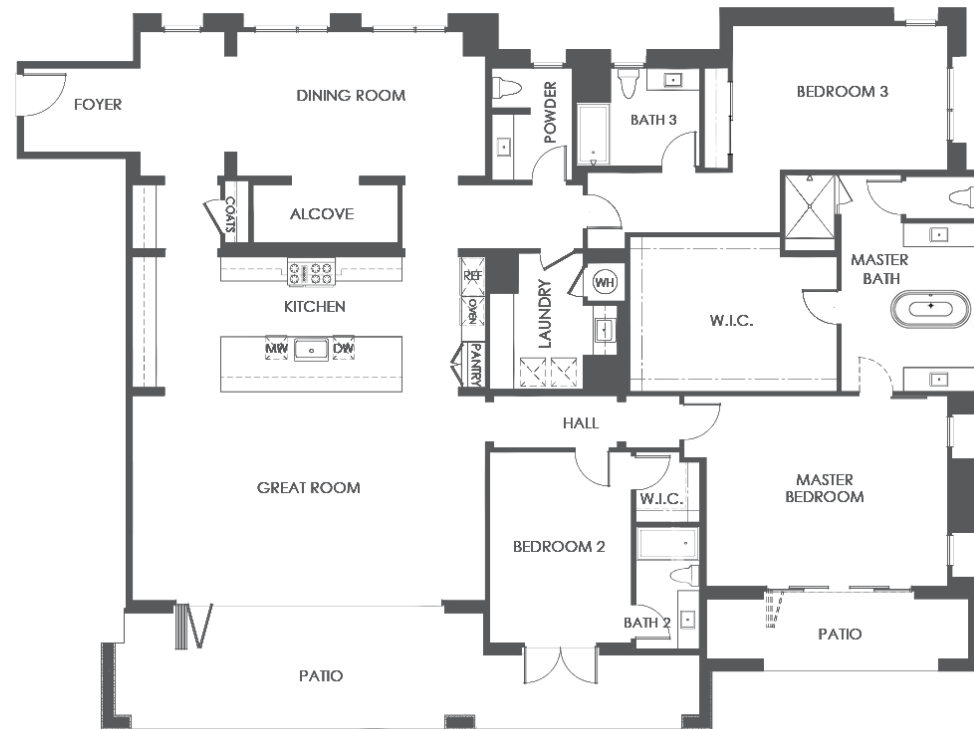 FOYER
DINING ROOM
POWDER
BATH 3
BEDROOM 3
COATS
ALCOVE
MASTER
BATH
KITCHEN
REF
OVEN
LAUNDRY
WH
W.I.C.
MW
DW
PANTRY
HALL
GREAT ROOM
BEDROOM 2
W.I.C.
MASTER
BEDROOM
BATH 2
PATIO
PATIO